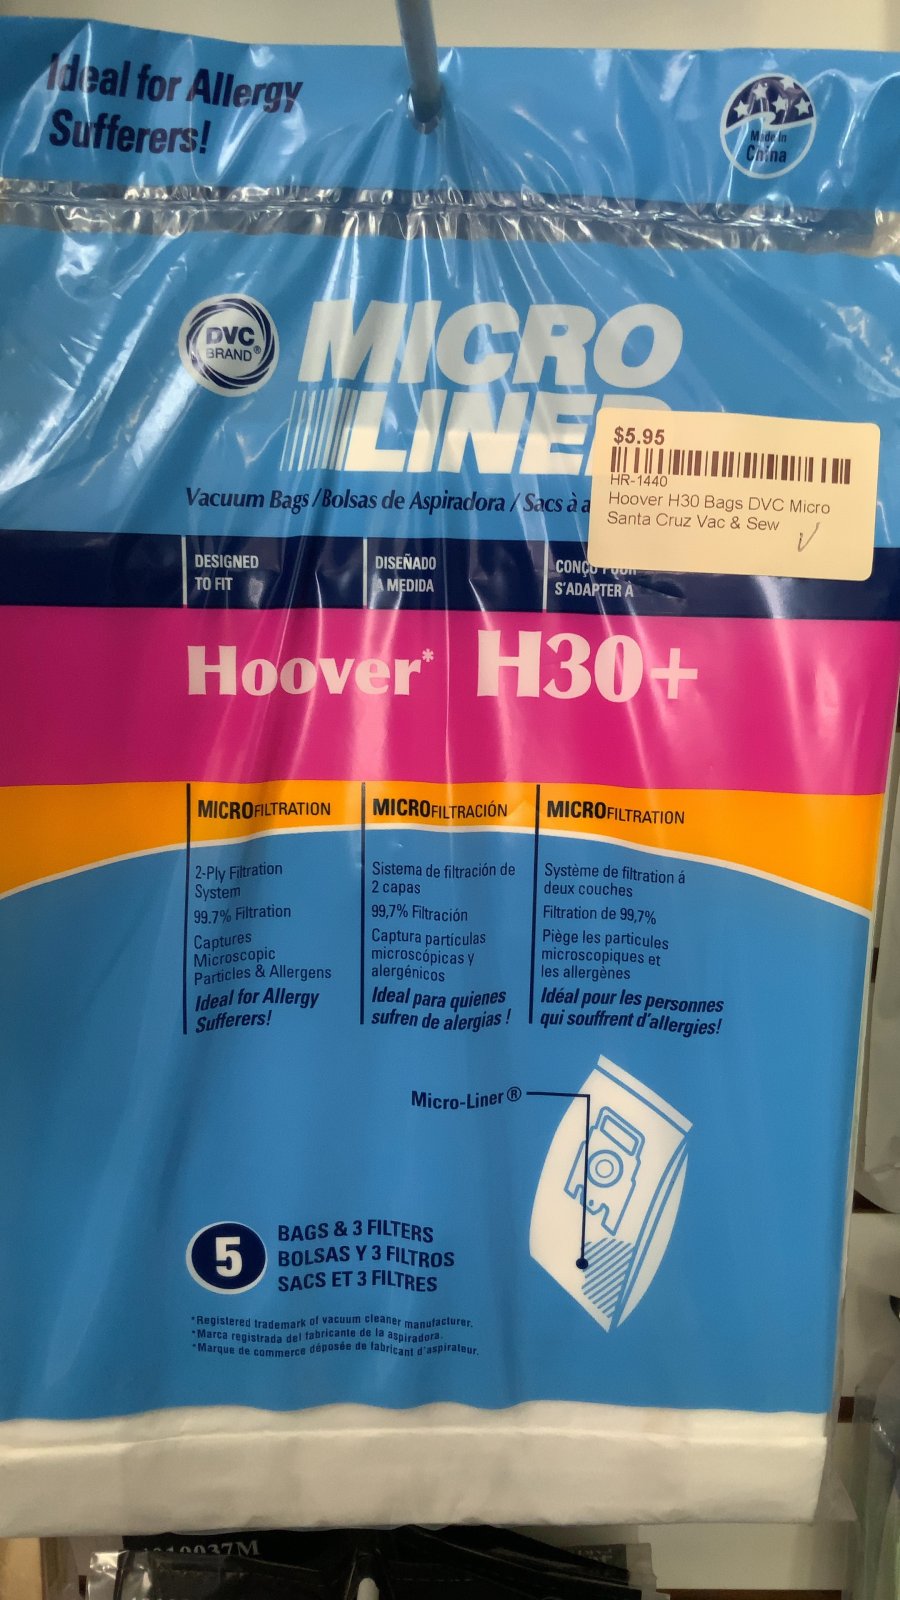 Ideal for Allergy
Sufferers!
Made In
China
DVC
BRAND®
MICRO
LINER
$5.95
HR-1440
Hoover H30 Bags DVC Micro
Santa Cruz Vac & Sew
Vacuum Bags / Bolsas de Aspiradora / Sacs à a
DESIGNED
TO FIT
DISEÑADO
A MEDIDA
CONÇU POUR
S'ADAPTER À
Hoover* H30+
MICROFILTRATION
2-Ply Filtration
System
99.7% Filtration
Captures
Microscopic
Particles & Allergens
Ideal for Allergy
Sufferers!
MICROFILTRACIÓN
Sistema de filtración de
2 capas
99,7% Filtración
Captura partículas
microscópicas y
alergénicos
Ideal para quienes
sufren de alergias !
MICROFILTRATION
Système de filtration á
deux couches
Filtration de 99,7%
Piège les particules
microscopiques et
les allergènes
Idéal pour les personnes
qui souffrent d'allergies!
Micro-Liner®
5
BAGS & 3 FILTERS
BOLSAS Y 3 FILTROS
SACS ET 3 FILTRES
*Registered trademark of vacuum cleaner manufacturer.
*Marca registrada del fabricante de la aspiradora.
*Marque de commerce déposée de fabricant d'aspirateur.